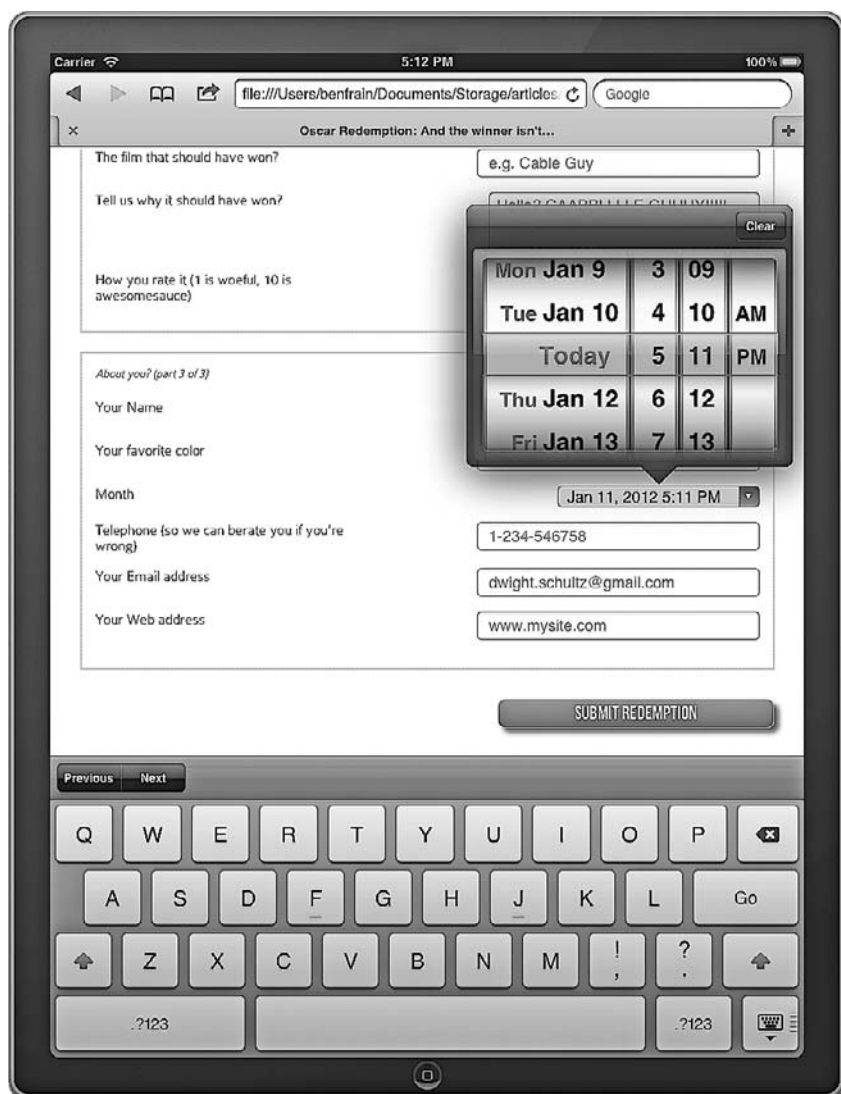 Carrier 5:12 PM 100%
file:///Users/benfrain/Documents/Storage/articles Google
Oscar Redemption: And the winner isn't...
The film that should have won? e.g. Cable Guy
Tell us why it should have won?
Clear
How you rate it (1 is woeful, 10 is
awesomesauce)
Mon Jan 9 3 09
Tue Jan 10 4 10 AM
Today 5 11 PM
Thu Jan 12 6 12
Fri Jan 13 7 13
About you? (part 3 of 3)
Your Name
Your favorite color
Month Jan 11, 2012 5:11 PM
Telephone (so we can berate you if you're
wrong) 1-234-546758
Your Email address dwight.schultz@gmail.com
Your Web address www.mysite.com
SUBMIT REDEMPTION
Previous Next
Q W E R T Y U I O P
A S D F G H J K L Go
Z X C V B N M ! , ? .
.?123 .?123